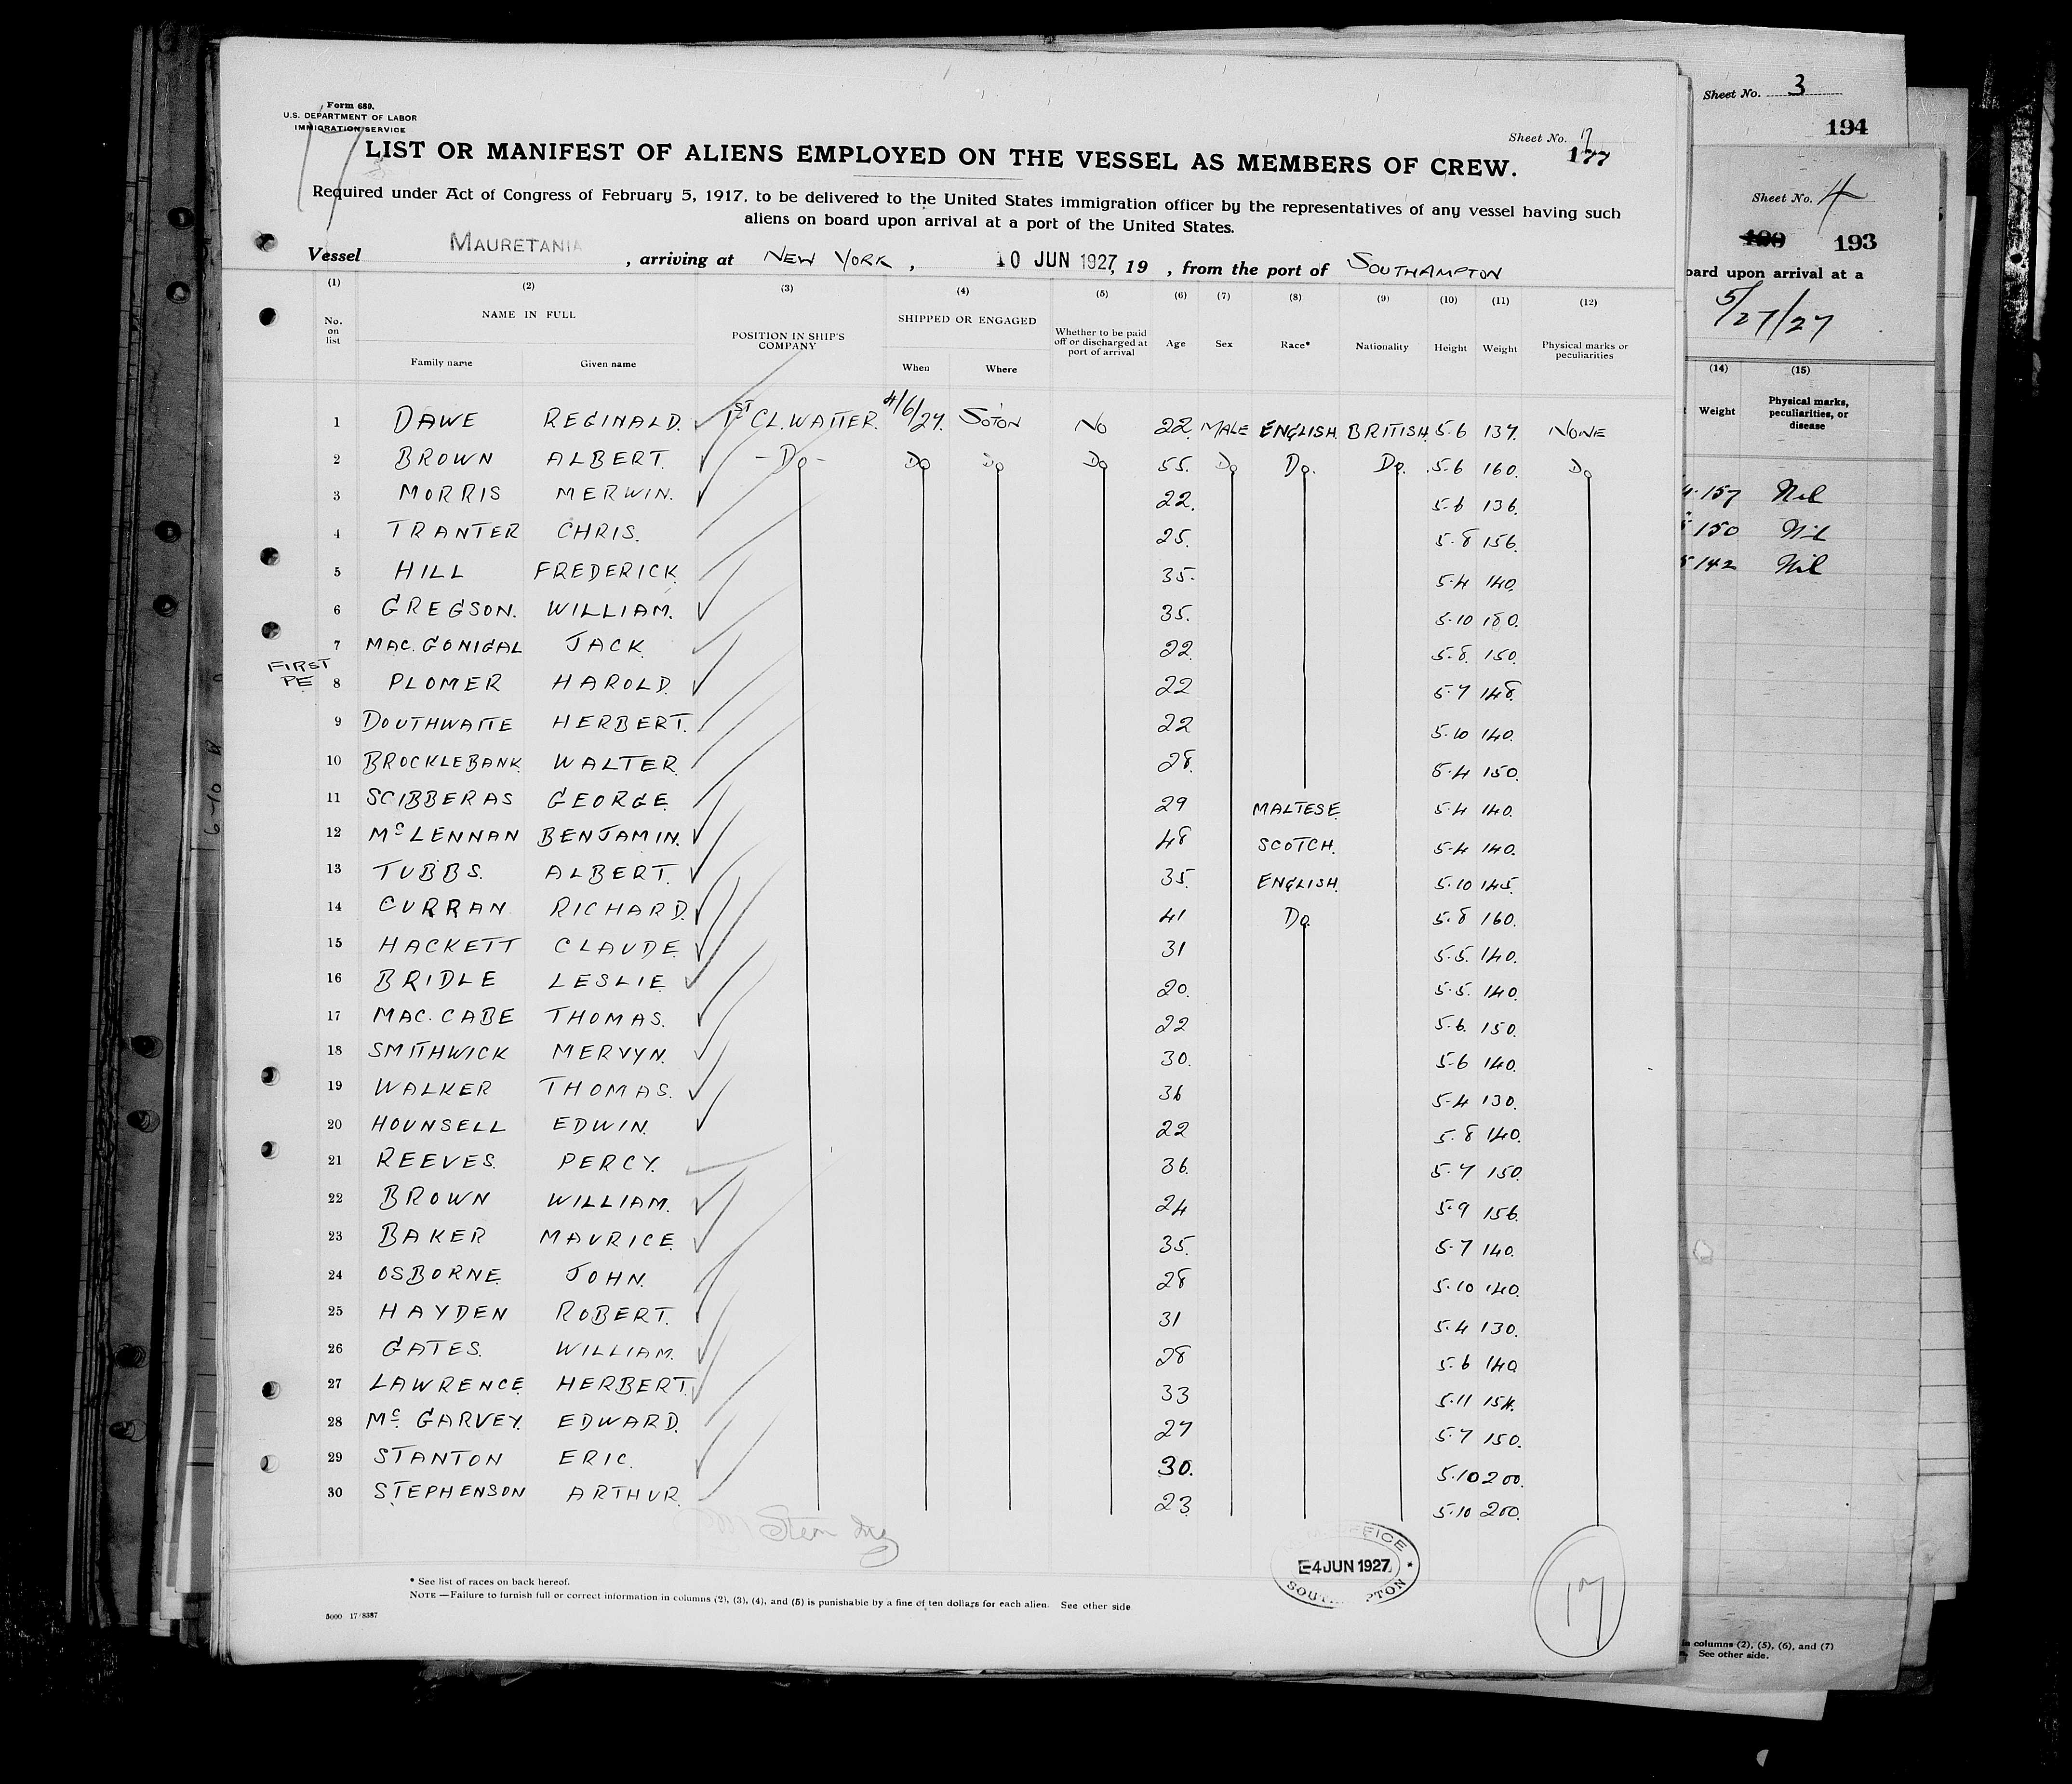 Form 689.
U.S. DEPARTMENT OF LABOR
IMMIGRATION SERVICE
17
Sheet No. 17
177
LIST OR MANIFEST OF ALIENS EMPLOYED ON THE VESSEL AS MEMBERS OF CREW.
Required under Act of Congress of February 5, 1917, to be delivered to the United States immigration officer by the representatives of any vessel having such
aliens on board upon arrival at a port of the United States.
Vessel MAURETANIA, arriving at NEW YORK, 10 JUN 1927, 19 , from the port of SOUTHAMPTON
(1) (2) (3) (4) (5) (6) (7) (8) (9) (10) (11) (12)
No. on list NAME IN FULL POSITION IN SHIP'S COMPANY SHIPPED OR ENGAGED Whether to be paid off or discharged at port of arrival Age Sex Race* Nationality Height Weight Physical marks or peculiarities
Family name Given name When Where
1 DAWE REGINALD. 1ST CL. WAITER. 4/6/27. SOTON NO 22. MALE ENGLISH. BRITISH. 5.6 137. NONE
2 BROWN ALBERT. - DO - DO DO DO 55. DO DO. DO. 5.6 160. DO
3 MORRIS MERWIN. 22. 5.6 136.
4 TRANTER CHRIS. 25. 5.8 156.
5 HILL FREDERICK. 35. 5.4 140.
6 GREGSON. WILLIAM. 35. 5.10 180.
7 MAC. GONIGAL JACK. 22. 5.8. 150.
FIRST
PE
8 PLOMER HAROLD. 22 5.7 148.
9 DOUTHWAITE HERBERT. 22 5.10 140.
10 BROCKLEBANK. WALTER. 28. 5.4 150.
11 SCIBBERAS GEORGE. 29 MALTESE. 5.4 140.
12 Mc LENNAN BENJAMIN. 48 SCOTCH. 5.4 140.
13 TUBBS. ALBERT. 35. ENGLISH. 5.10 145.
14 CURRAN RICHARD. 41 DO. 5.8 160.
15 HACKETT CLAUDE. 31 5.5. 140.
16 BRIDLE LESLIE. 20. 5.5. 140.
17 MAC. CABE THOMAS. 22 5.6. 150.
18 SMITHWICK MERVYN. 30. 5.6 140.
19 WALKER THOMAS. 36 5.4 130.
20 HOUNSELL EDWIN. 22 5.8 140.
21 REEVES. PERCY. 36. 5.7 150.
22 BROWN WILLIAM. 24 5.9 156.
23 BAKER MAURICE. 35. 5.7 140.
24 OSBORNE. JOHN. 28 5.10 140.
25 HAYDEN ROBERT. 31 5.4 130.
26 GATES. WILLIAM. 28 5.6 140.
27 LAWRENCE. HERBERT. 33 5.11 154.
28 Mc. GARVEY. EDWARD. 27 5.7 150.
29 STANTON ERIC. 30. 5.10 200.
30 STEPHENSON ARTHUR. 23 5.10 200.
E-4 JUN 1927
17
* See list of races on back hereof.
NOTE—Failure to furnish full or correct information in columns (2), (3), (4), and (5) is punishable by a fine of ten dollars for each alien. See other side
5000 17/8387
Sheet No. 3
194
Sheet No. 4
193
board upon arrival at a
5/27/27
(14) (15)
Weight Physical marks, peculiarities, or disease
157 Nil
150 Nil
142 Nil
in columns (2), (5), (6), and (7)
See other side.